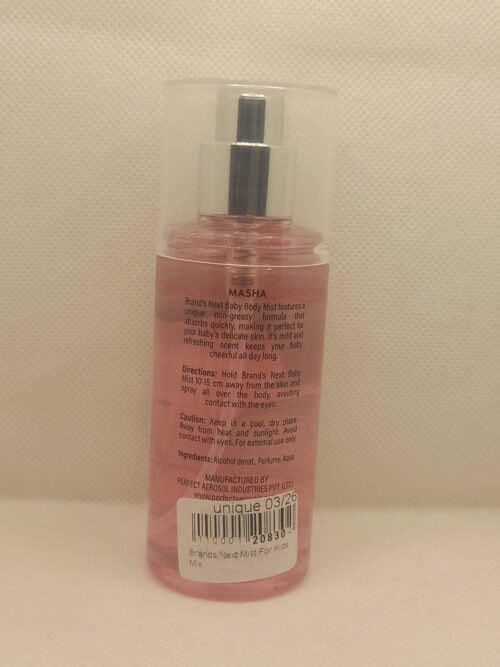 MASHA
Brand's Next Baby Body Mist features a
unique non-greasy formula that
absorbs quickly, making it perfect for
your baby's delicate skin. It's mild and
refreshing scent keeps your baby
cheerful all day long.
Directions: Hold Brand's Next Baby
Mist 10-15 cm away from the skin and
spray all over the body, avoiding
contact with the eyes.
Caution: Keep in a cool, dry place.
Away from heat and sunlight. Avoid
contact with eyes. For external use only.
Ingredients: Alcohol denat., Perfume, Aqua.
MANUFACTURED BY
PERFECT AEROSOL INDUSTRIES PVT. (LTD)
unique 03/26
110001 20830
Brands Next Mist For Kids
Mix